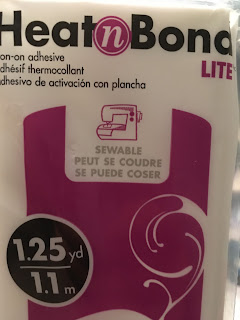 HeatnBond
LITE
on-on adhesive
dhésif thermocollant
dhesivo de activación con plancha
SEWABLE
PEUT SE COUDRE
SE PUEDE COSER
1.25 yd
1.1 m